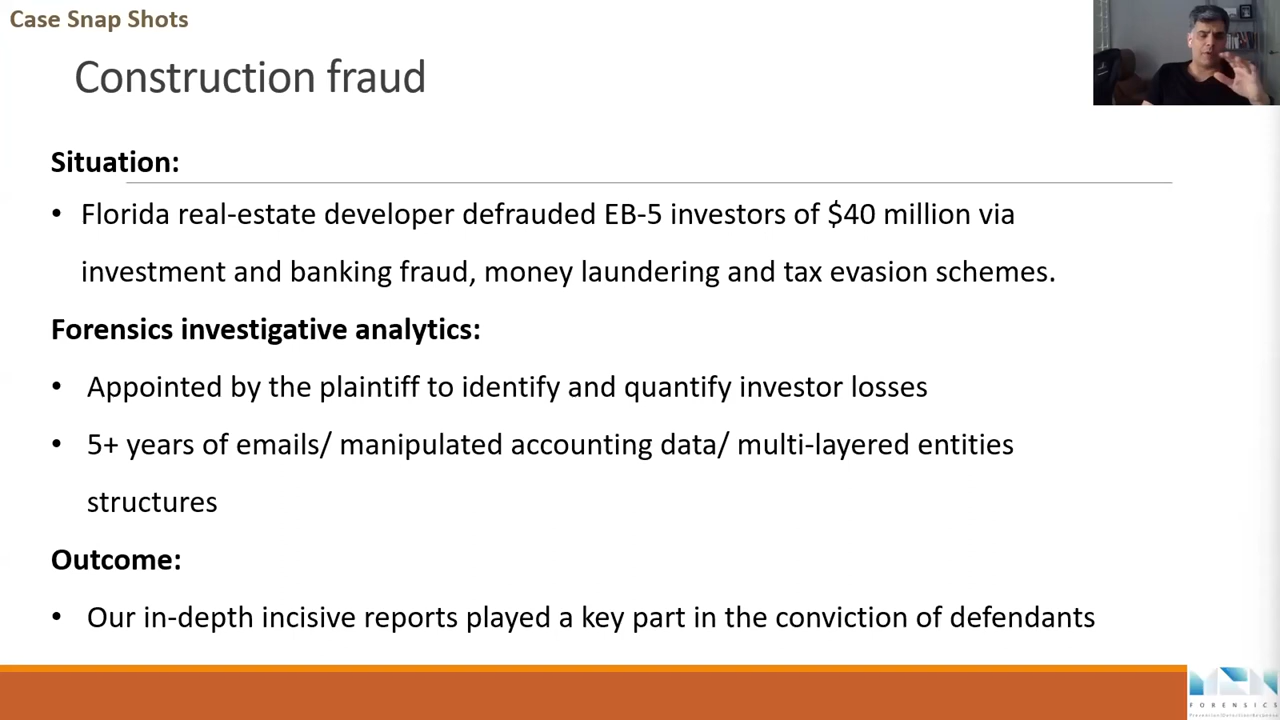 Case Snap Shots
Construction fraud
Situation:
• Florida real-estate developer defrauded EB-5 investors of $40 million via
investment and banking fraud, money laundering and tax evasion schemes.
Forensics investigative analytics:
• Appointed by the plaintiff to identify and quantify investor losses
• 5+ years of emails/ manipulated accounting data/ multi-layered entities
structures
Outcome:
• Our in-depth incisive reports played a key part in the conviction of defendants
FORENSICS